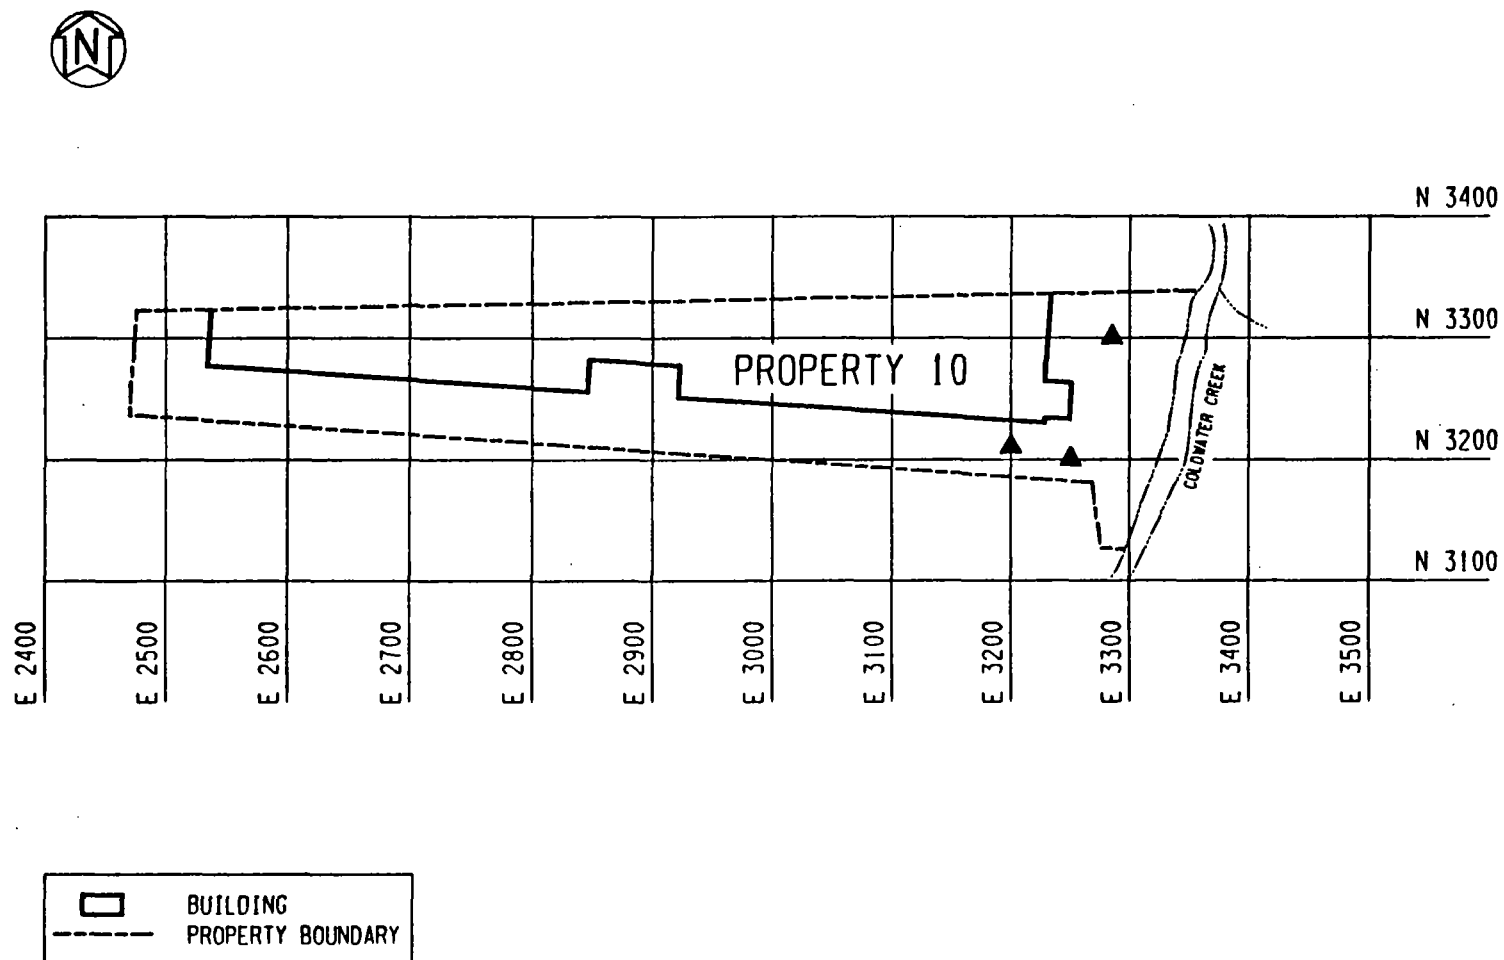 N
N 3400
N 3300
PROPERTY 10
COLDWATER CREEK
N 3200
N 3100
E 2400
E 2500
E 2600
E 2700
E 2800
E 2900
E 3000
E 3100
E 3200
E 3300
E 3400
E 3500
BUILDING
PROPERTY BOUNDARY